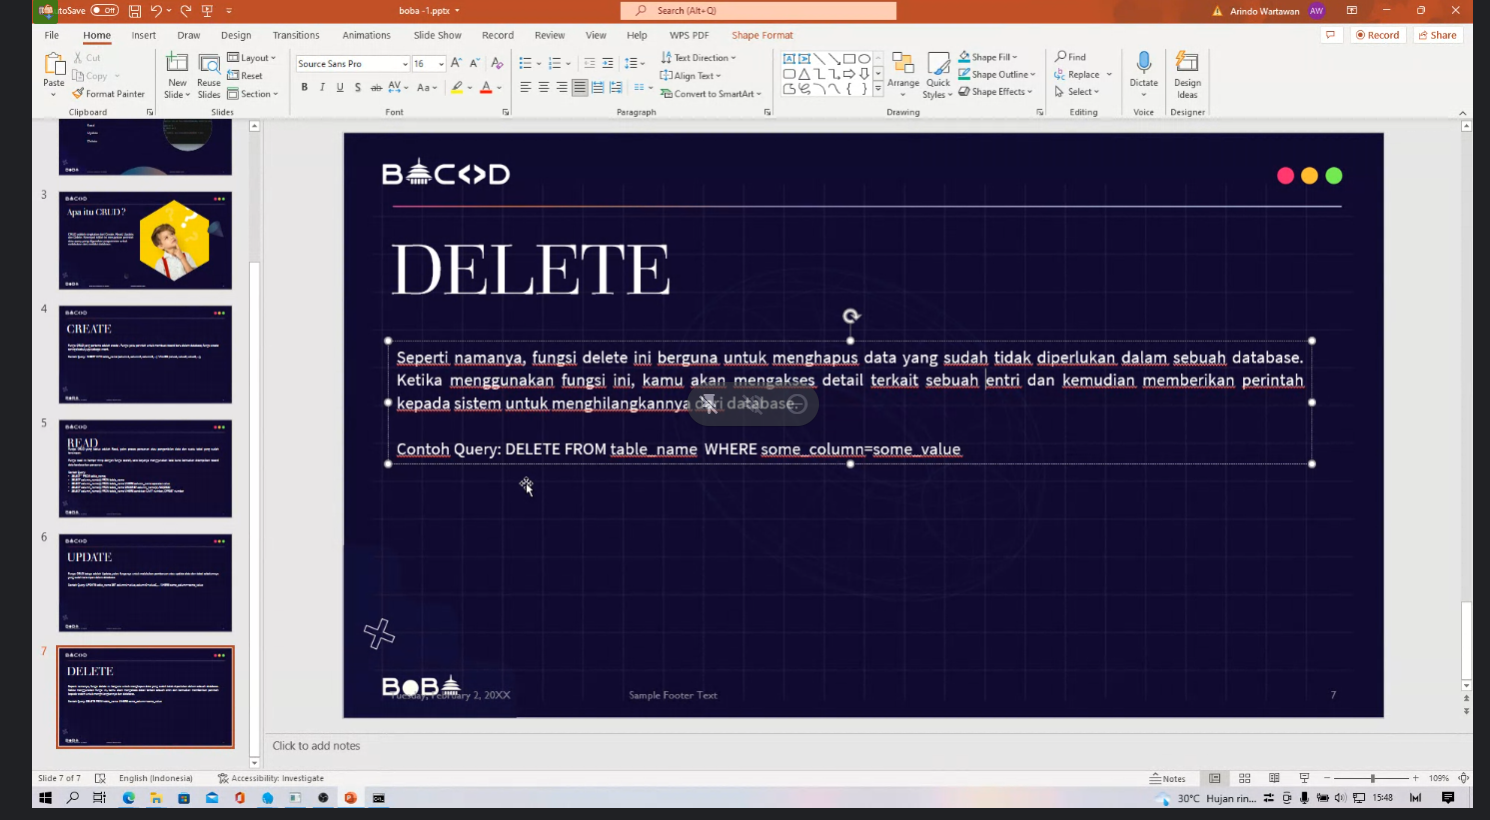 AutoSave Off
boba -1.pptx
Search (Alt+Q)
Arindo Wartawan AW
File Home Insert Draw Design Transitions Animations Slide Show Record Review View Help WPS PDF Shape Format
Record Share
Paste
Cut
Copy
Format Painter
New Slide
Reuse Slides
Layout
Reset
Section
Source Sans Pro 16
B I U S ab AV Aa A
Text Direction
Align Text
Convert to SmartArt
Arrange
Quick Styles
Shape Fill
Shape Outline
Shape Effects
Find
Replace
Select
Dictate
Design Ideas
Clipboard Slides Font Paragraph Drawing Editing Voice Designer
3
Apa itu CRUD ?
4
CREATE
5
READ
6
UPDATE
7
DELETE
BACOD
DELETE
Seperti namanya, fungsi delete ini berguna untuk menghapus data yang sudah tidak diperlukan dalam sebuah database.
Ketika menggunakan fungsi ini, kamu akan mengakses detail terkait sebuah entri dan kemudian memberikan perintah
kepada sistem untuk menghilangkannya dari database.
Contoh Query: DELETE FROM table_name WHERE some_column=some_value
BOBA
Tuesday, February 2, 20XX
Sample Footer Text
7
Click to add notes
Slide 7 of 7
English (Indonesia)
Accessibility: Investigate
Notes
109%
30°C Hujan rin...
15:48